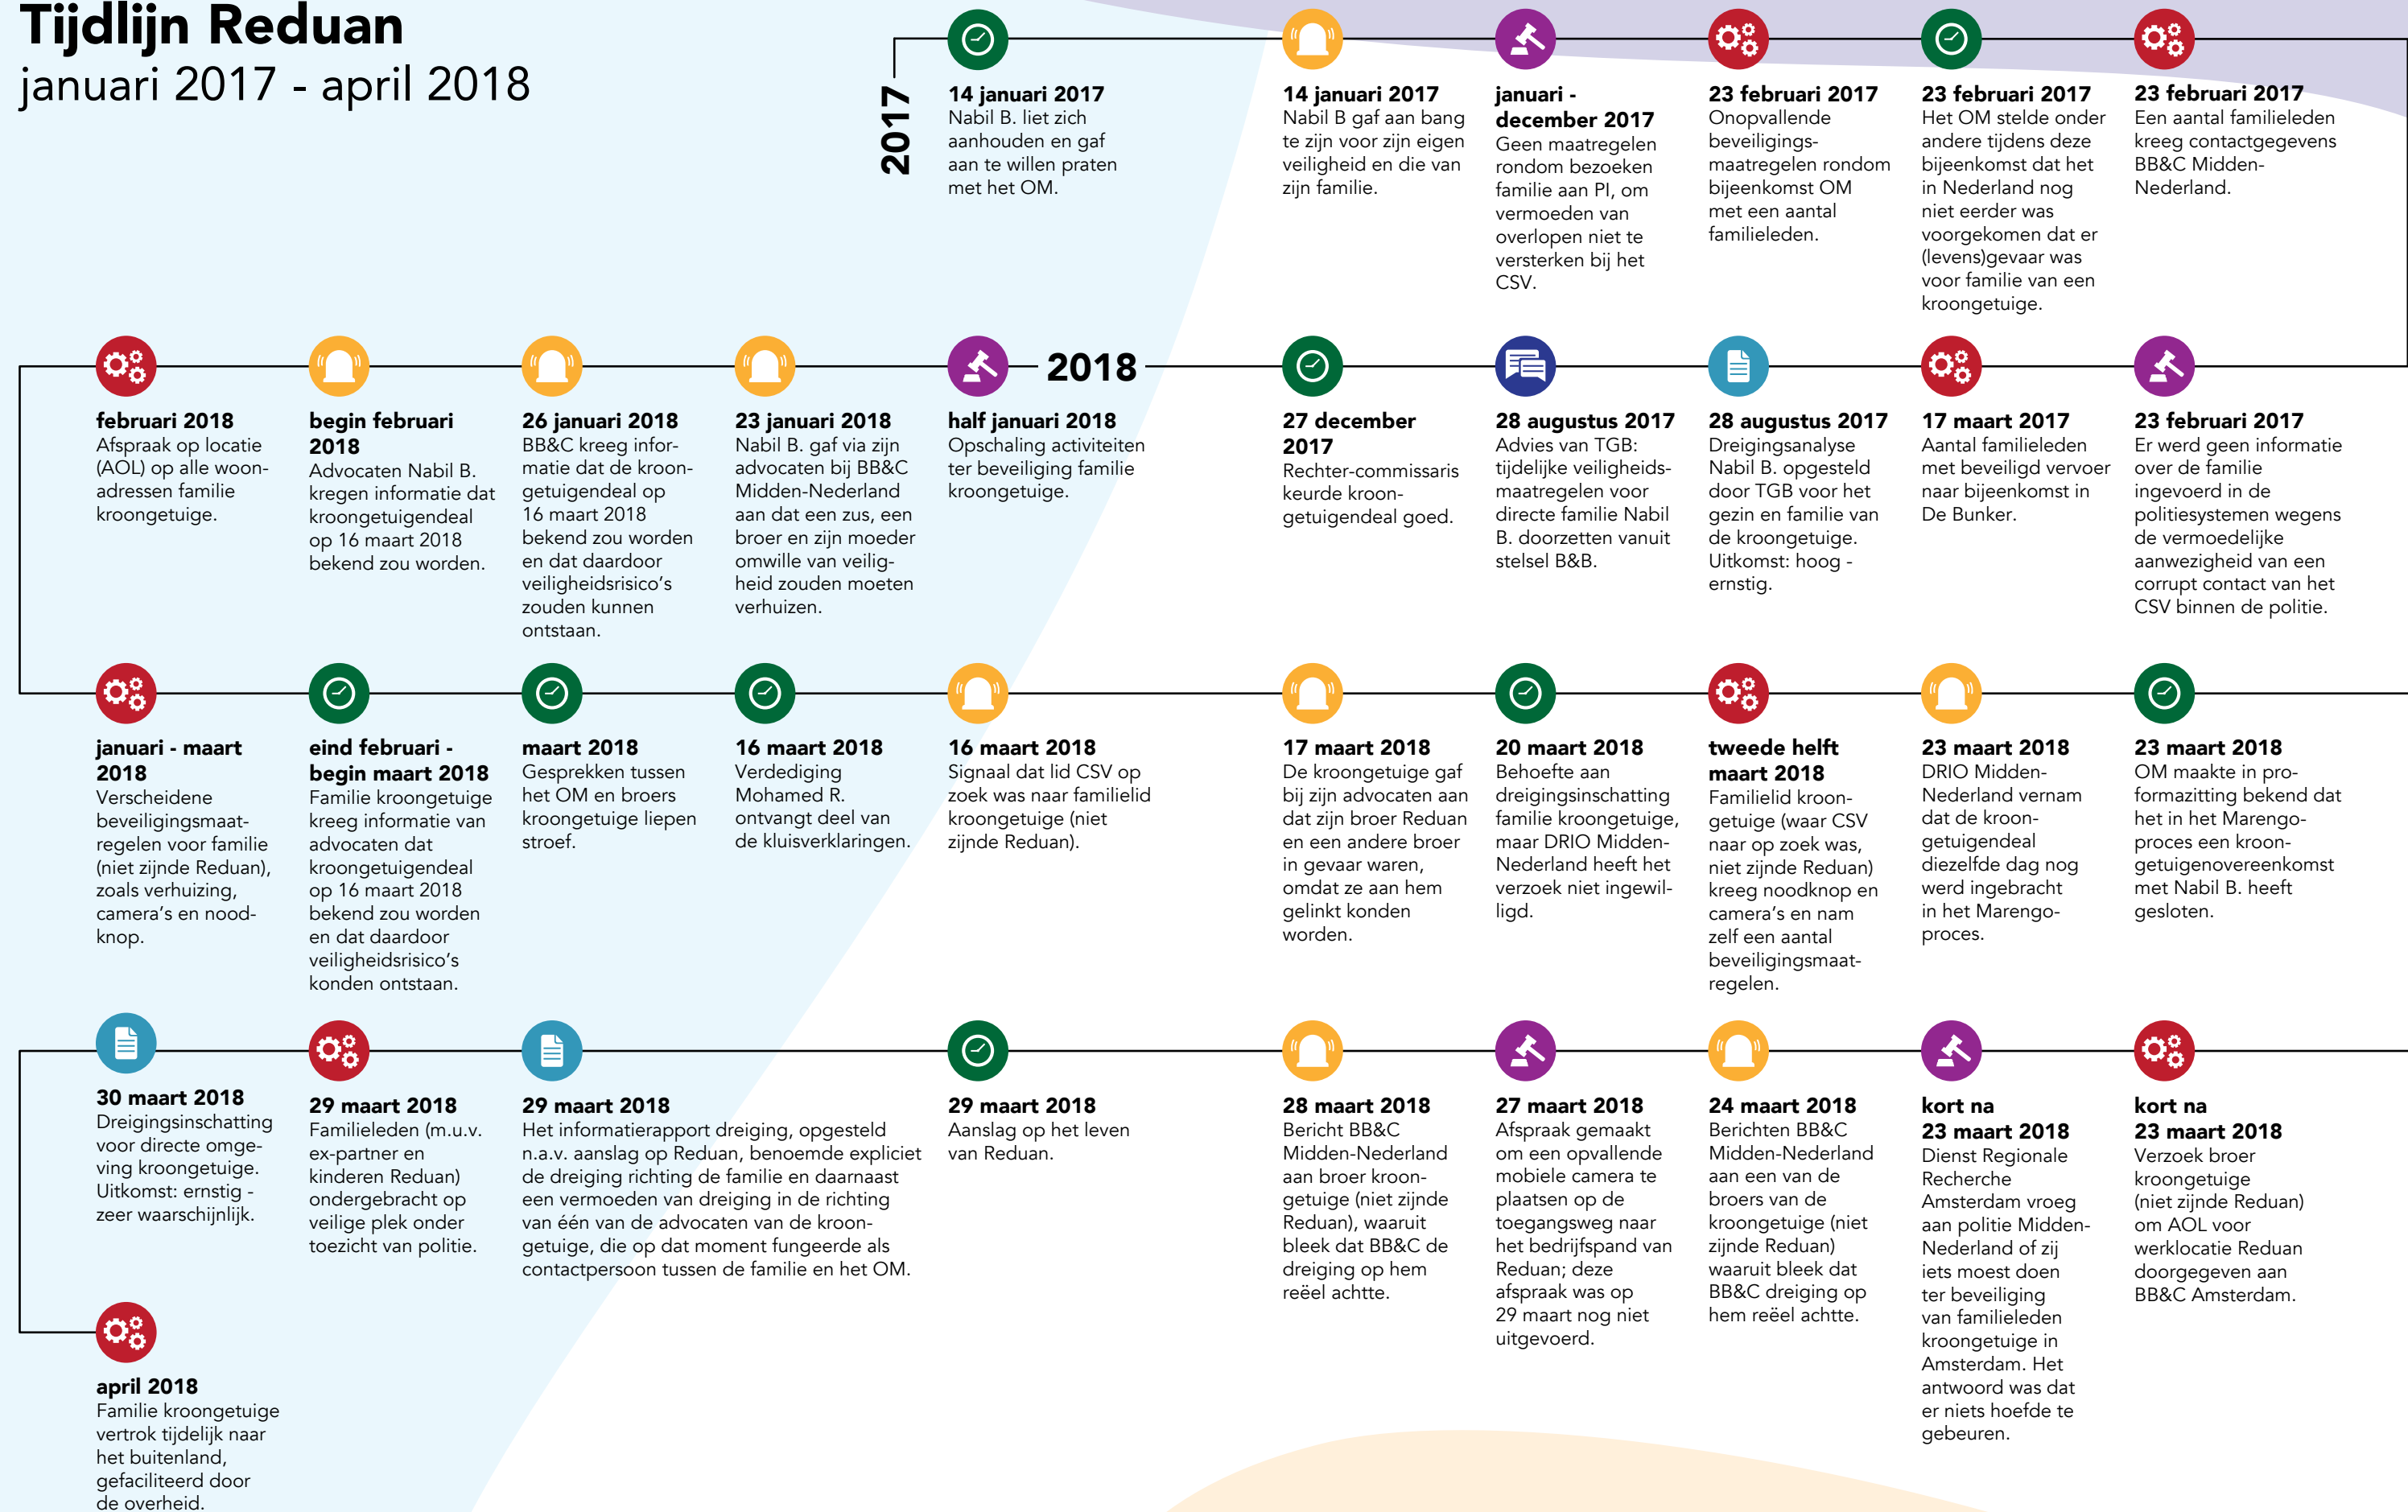 Tijdlijn Reduan
januari 2017 - april 2018
2017
14 januari 2017
Nabil B. liet zich
aanhouden en gaf
aan te willen praten
met het OM.
14 januari 2017
Nabil B gaf aan bang
te zijn voor zijn eigen
veiligheid en die van
zijn familie.
januari -
december 2017
Geen maatregelen
rondom bezoeken
familie aan PI, om
vermoeden van
overlopen niet te
versterken bij het
CSV.
23 februari 2017
Onopvallende
beveiligings-
maatregelen rondom
bijeenkomst OM
met een aantal
familieleden.
23 februari 2017
Het OM stelde onder
andere tijdens deze
bijeenkomst dat het
in Nederland nog
niet eerder was
voorgekomen dat er
(levens)gevaar was
voor familie van een
kroongetuige.
23 februari 2017
Een aantal familieleden
kreeg contactgegevens
BB&C Midden-
Nederland.
23 februari 2017
Er werd geen informatie
over de familie
ingevoerd in de
politiesystemen wegens
de vermoedelijke
aanwezigheid van een
corrupt contact van het
CSV binnen de politie.
17 maart 2017
Aantal familieleden
met beveiligd vervoer
naar bijeenkomst in
De Bunker.
28 augustus 2017
Dreigingsanalyse
Nabil B. opgesteld
door TGB voor het
gezin en familie van
de kroongetuige.
Uitkomst: hoog -
ernstig.
28 augustus 2017
Advies van TGB:
tijdelijke veiligheids-
maatregelen voor
directe familie Nabil
B. doorzetten vanuit
stelsel B&B.
27 december
2017
Rechter-commissaris
keurde kroon-
getuigendeal goed.
2018
half januari 2018
Opschaling activiteiten
ter beveiliging familie
kroongetuige.
23 januari 2018
Nabil B. gaf via zijn
advocaten bij BB&C
Midden-Nederland
aan dat een zus, een
broer en zijn moeder
omwille van veilig-
heid zouden moeten
verhuizen.
26 januari 2018
BB&C kreeg infor-
matie dat de kroon-
getuigendeal op
16 maart 2018
bekend zou worden
en dat daardoor
veiligheidsrisico's
zouden kunnen
ontstaan.
begin februari
2018
Advocaten Nabil B.
kregen informatie dat
kroongetuigendeal
op 16 maart 2018
bekend zou worden.
februari 2018
Afspraak op locatie
(AOL) op alle woon-
adressen familie
kroongetuige.
januari - maart
2018
Verscheidene
beveiligingsmaat-
regelen voor familie
(niet zijnde Reduan),
zoals verhuizing,
camera's en nood-
knop.
eind februari -
begin maart 2018
Familie kroongetuige
kreeg informatie van
advocaten dat
kroongetuigendeal
op 16 maart 2018
bekend zou worden
en dat daardoor
veiligheidsrisico's
konden ontstaan.
maart 2018
Gesprekken tussen
het OM en broers
kroongetuige liepen
stroef.
16 maart 2018
Verdediging
Mohamed R.
ontvangt deel van
de kluisverklaringen.
16 maart 2018
Signaal dat lid CSV op
zoek was naar familielid
kroongetuige (niet
zijnde Reduan).
17 maart 2018
De kroongetuige gaf
bij zijn advocaten aan
dat zijn broer Reduan
en een andere broer
in gevaar waren,
omdat ze aan hem
gelinkt konden
worden.
20 maart 2018
Behoefte aan
dreigingsinschatting
familie kroongetuige,
maar DRIO Midden-
Nederland heeft het
verzoek niet ingewil-
ligd.
tweede helft
maart 2018
Familielid kroon-
getuige (waar CSV
naar op zoek was,
niet zijnde Reduan)
kreeg noodknop en
camera's en nam
zelf een aantal
beveiligingsmaat-
regelen.
23 maart 2018
DRIO Midden-
Nederland vernam
dat de kroon-
getuigendeal
diezelfde dag nog
werd ingebracht
in het Marengo-
proces.
23 maart 2018
OM maakte in pro-
formazitting bekend dat
het in het Marengo-
proces een kroon-
getuigenovereenkomst
met Nabil B. heeft
gesloten.
kort na
23 maart 2018
Verzoek broer
kroongetuige
(niet zijnde Reduan)
om AOL voor
werklocatie Reduan
doorgegeven aan
BB&C Amsterdam.
kort na
23 maart 2018
Dienst Regionale
Recherche
Amsterdam vroeg
aan politie Midden-
Nederland of zij
iets moest doen
ter beveiliging
van familieleden
kroongetuige in
Amsterdam. Het
antwoord was dat
er niets hoefde te
gebeuren.
24 maart 2018
Berichten BB&C
Midden-Nederland
aan een van de
broers van de
kroongetuige (niet
zijnde Reduan)
waaruit bleek dat
BB&C dreiging op
hem reëel achtte.
27 maart 2018
Afspraak gemaakt
om een opvallende
mobiele camera te
plaatsen op de
toegangsweg naar
het bedrijfspand van
Reduan; deze
afspraak was op
29 maart nog niet
uitgevoerd.
28 maart 2018
Bericht BB&C
Midden-Nederland
aan broer kroon-
getuige (niet zijnde
Reduan), waaruit
bleek dat BB&C de
dreiging op hem
reëel achtte.
29 maart 2018
Aanslag op het leven
van Reduan.
29 maart 2018
Het informatierapport dreiging, opgesteld
n.a.v. aanslag op Reduan, benoemde expliciet
de dreiging richting de familie en daarnaast
een vermoeden van dreiging in de richting
van één van de advocaten van de kroon-
getuige, die op dat moment fungeerde als
contactpersoon tussen de familie en het OM.
29 maart 2018
Familieleden (m.u.v.
ex-partner en
kinderen Reduan)
ondergebracht op
veilige plek onder
toezicht van politie.
30 maart 2018
Dreigingsinschatting
voor directe omge-
ving kroongetuige.
Uitkomst: ernstig -
zeer waarschijnlijk.
april 2018
Familie kroongetuige
vertrok tijdelijk naar
het buitenland,
gefaciliteerd door
de overheid.